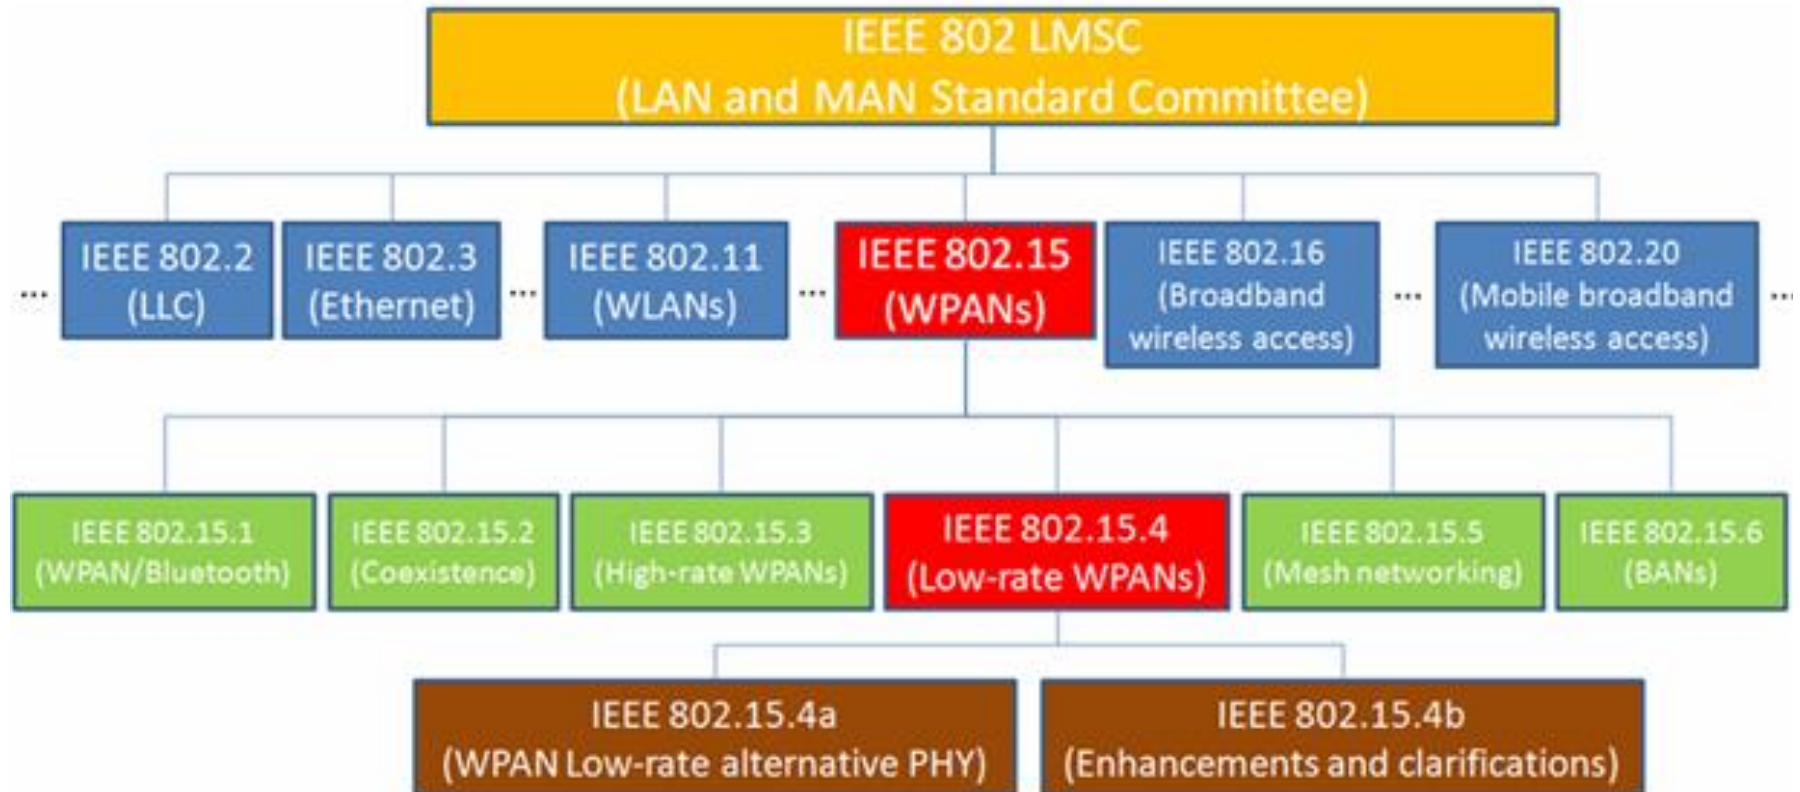 IEEE 802 LMSC
(LAN and MAN Standard Committee)
...
IEEE 802.2
(LLC)
IEEE 802.3
(Ethernet)
...
IEEE 802.11
(WLANs)
...
IEEE 802.15
(WPANs)
IEEE 802.16
(Broadband
wireless access)
...
IEEE 802.20
(Mobile broadband
wireless access)
...
IEEE 802.15.1
(WPAN/Bluetooth)
IEEE 802.15.2
(Coexistence)
IEEE 802.15.3
(High-rate WPANs)
IEEE 802.15.4
(Low-rate WPANs)
IEEE 802.15.5
(Mesh networking)
IEEE 802.15.6
(BANs)
IEEE 802.15.4a
(WPAN Low-rate alternative PHY)
IEEE 802.15.4b
(Enhancements and clarifications)